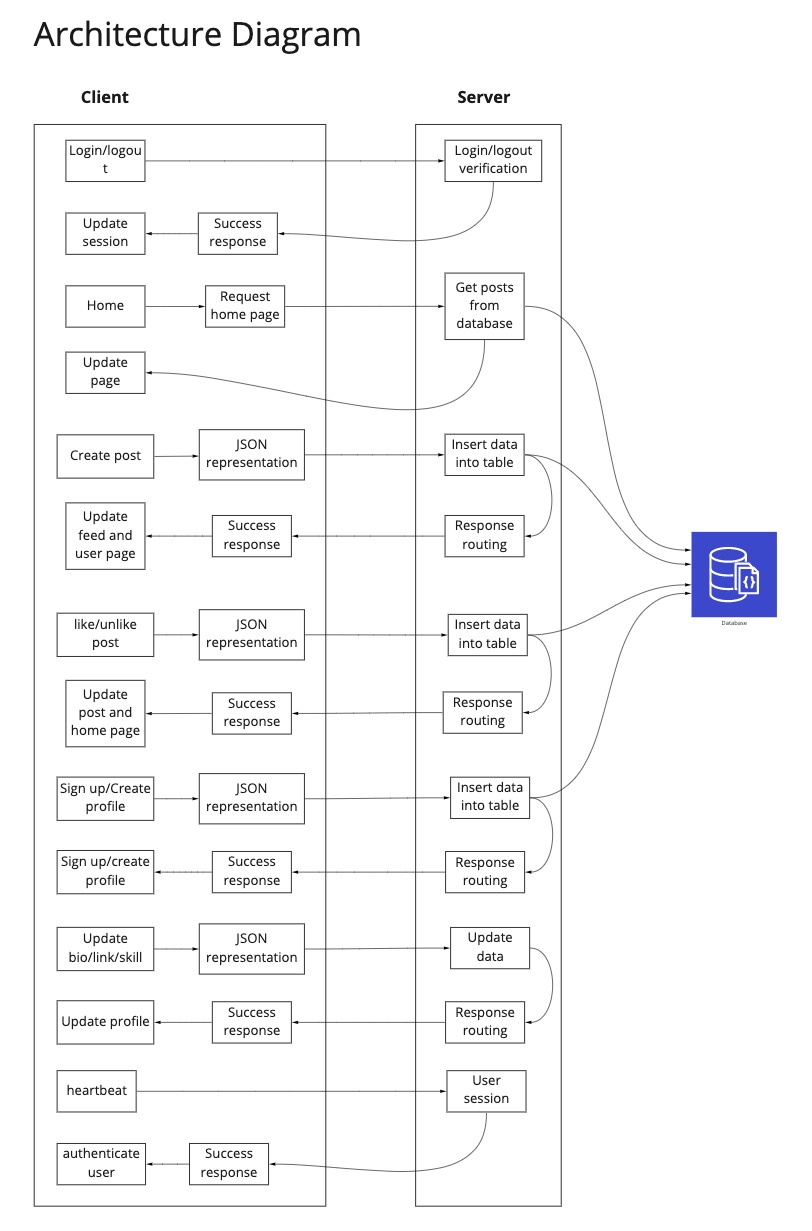 Architecture Diagram
Client
Server
Login/logou
t
Login/logout
verification
Update
session
Success
response
Home
Request
home page
Get posts
from
database
Update
page
Create post
JSON
representation
Insert data
into table
Update
feed and
user page
Success
response
Response
routing
Database
like/unlike
post
JSON
representation
Insert data
into table
Update
post and
home page
Success
response
Response
routing
Sign up/Create
profile
JSON
representation
Insert data
into table
Sign up/create
profile
Success
response
Response
routing
Update
bio/link/skill
JSON
representation
Update
data
Update profile
Success
response
Response
routing
heartbeat
User
session
authenticate
user
Success
response